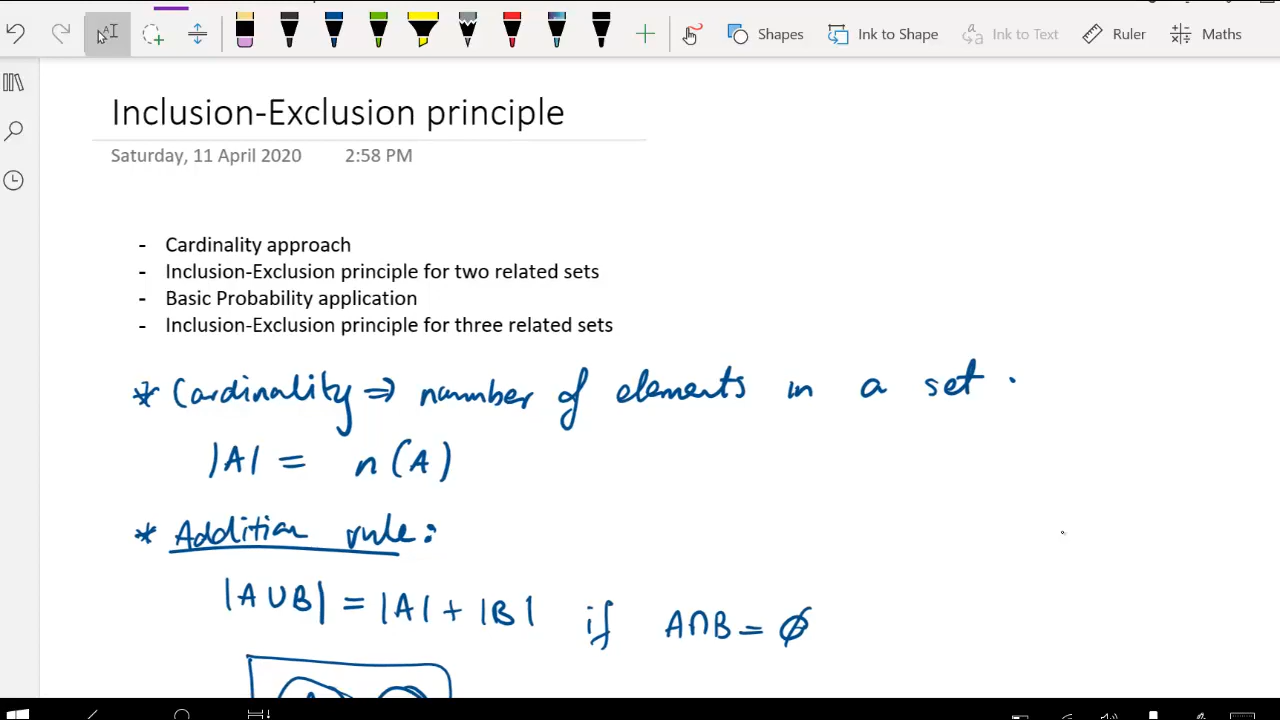 Shapes Ink to Shape Ink to Text Ruler Maths
Inclusion-Exclusion principle
Saturday, 11 April 2020 2:58 PM
- Cardinality approach
- Inclusion-Exclusion principle for two related sets
- Basic Probability application
- Inclusion-Exclusion principle for three related sets
* Cardinality ⇒ nunmber of elements in a set .
|A| = n(A)
* Addition rule:
|A∪B| = |A| + |B| if A∩B = ∅